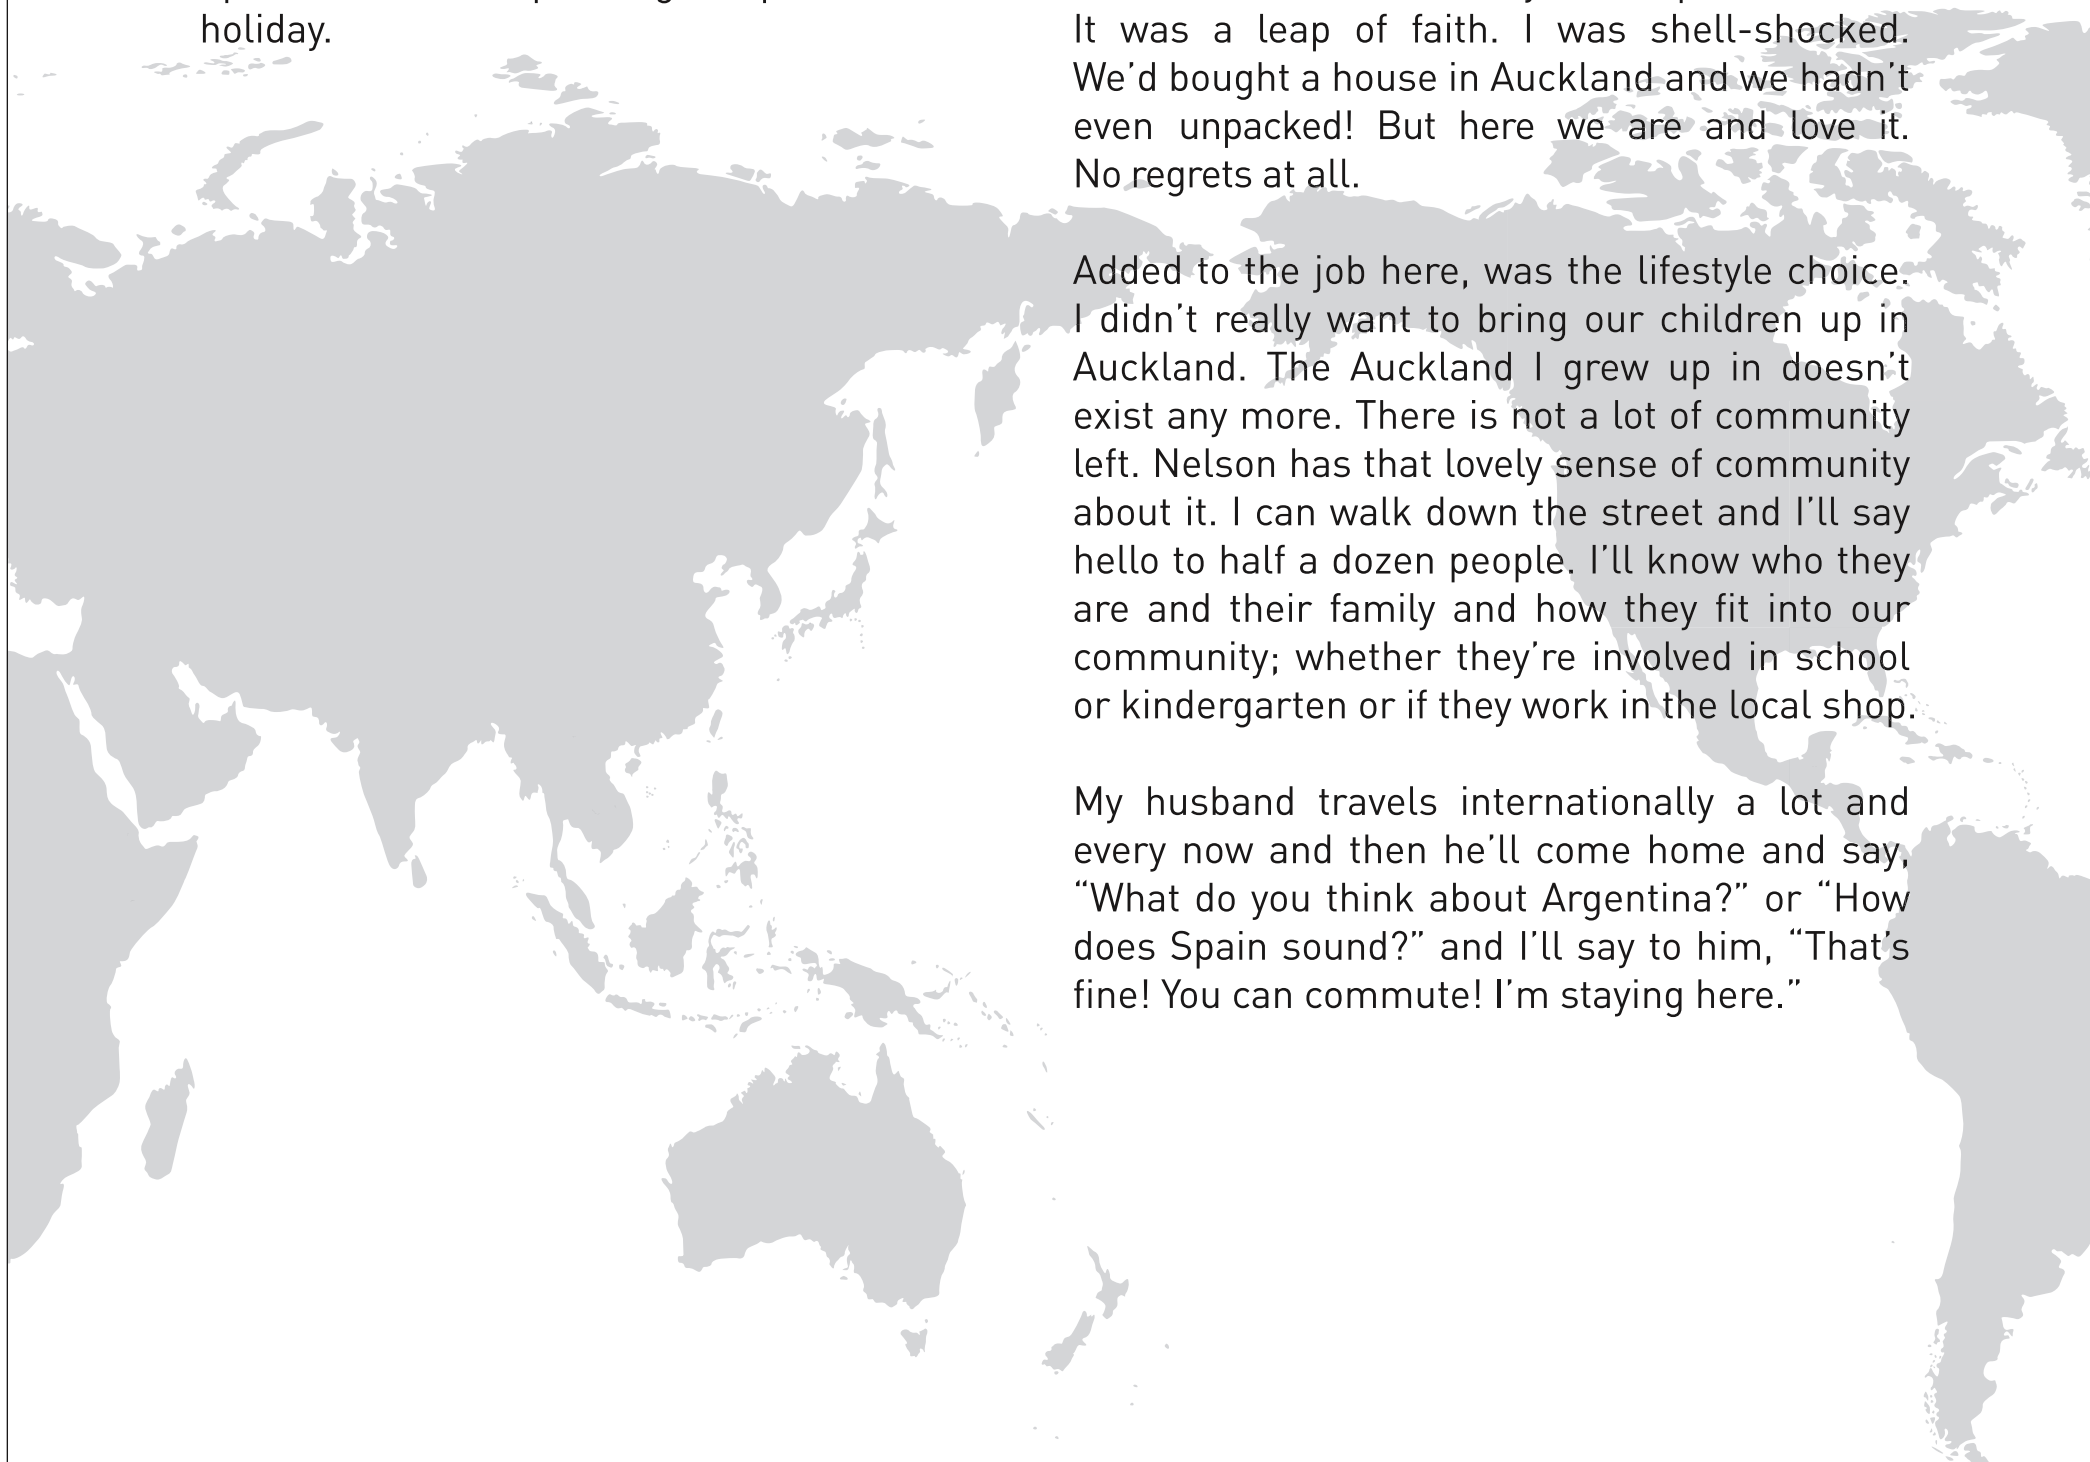 holiday.
It was a leap of faith. I was shell-shocked.
We’d bought a house in Auckland and we hadn’t
even unpacked! But here we are and love it.
No regrets at all.
Added to the job here, was the lifestyle choice.
I didn’t really want to bring our children up in
Auckland. The Auckland I grew up in doesn’t
exist any more. There is not a lot of community
left. Nelson has that lovely sense of community
about it. I can walk down the street and I’ll say
hello to half a dozen people. I’ll know who they
are and their family and how they fit into our
community; whether they’re involved in school
or kindergarten or if they work in the local shop.
My husband travels internationally a lot and
every now and then he’ll come home and say,
“What do you think about Argentina?” or “How
does Spain sound?” and I’ll say to him, “That’s
fine! You can commute! I’m staying here.”